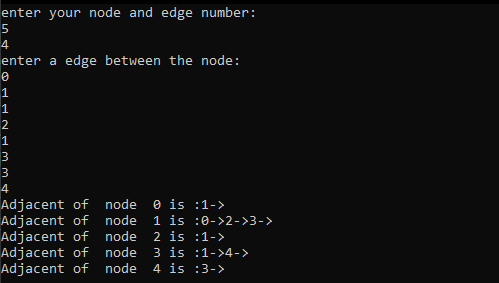 enter your node and edge number:
5
4
enter a edge between the node:
0
1
1
2
1
3
3
4
Adjacent of  node  0 is :1->
Adjacent of  node  1 is :0->2->3->
Adjacent of  node  2 is :1->
Adjacent of  node  3 is :1->4->
Adjacent of  node  4 is :3->